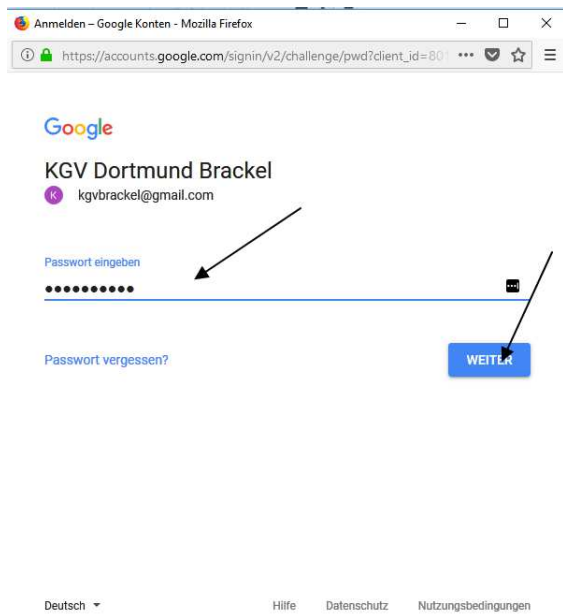 Anmelden – Google Konten - Mozilla Firefox
https://accounts.google.com/signin/v2/challenge/pwd?client_id=801
Google
KGV Dortmund Brackel
K kgvbrackel@gmail.com
Passwort eingeben
••••••••••
Passwort vergessen?
WEITER
Deutsch
Hilfe Datenschutz Nutzungsbedingungen